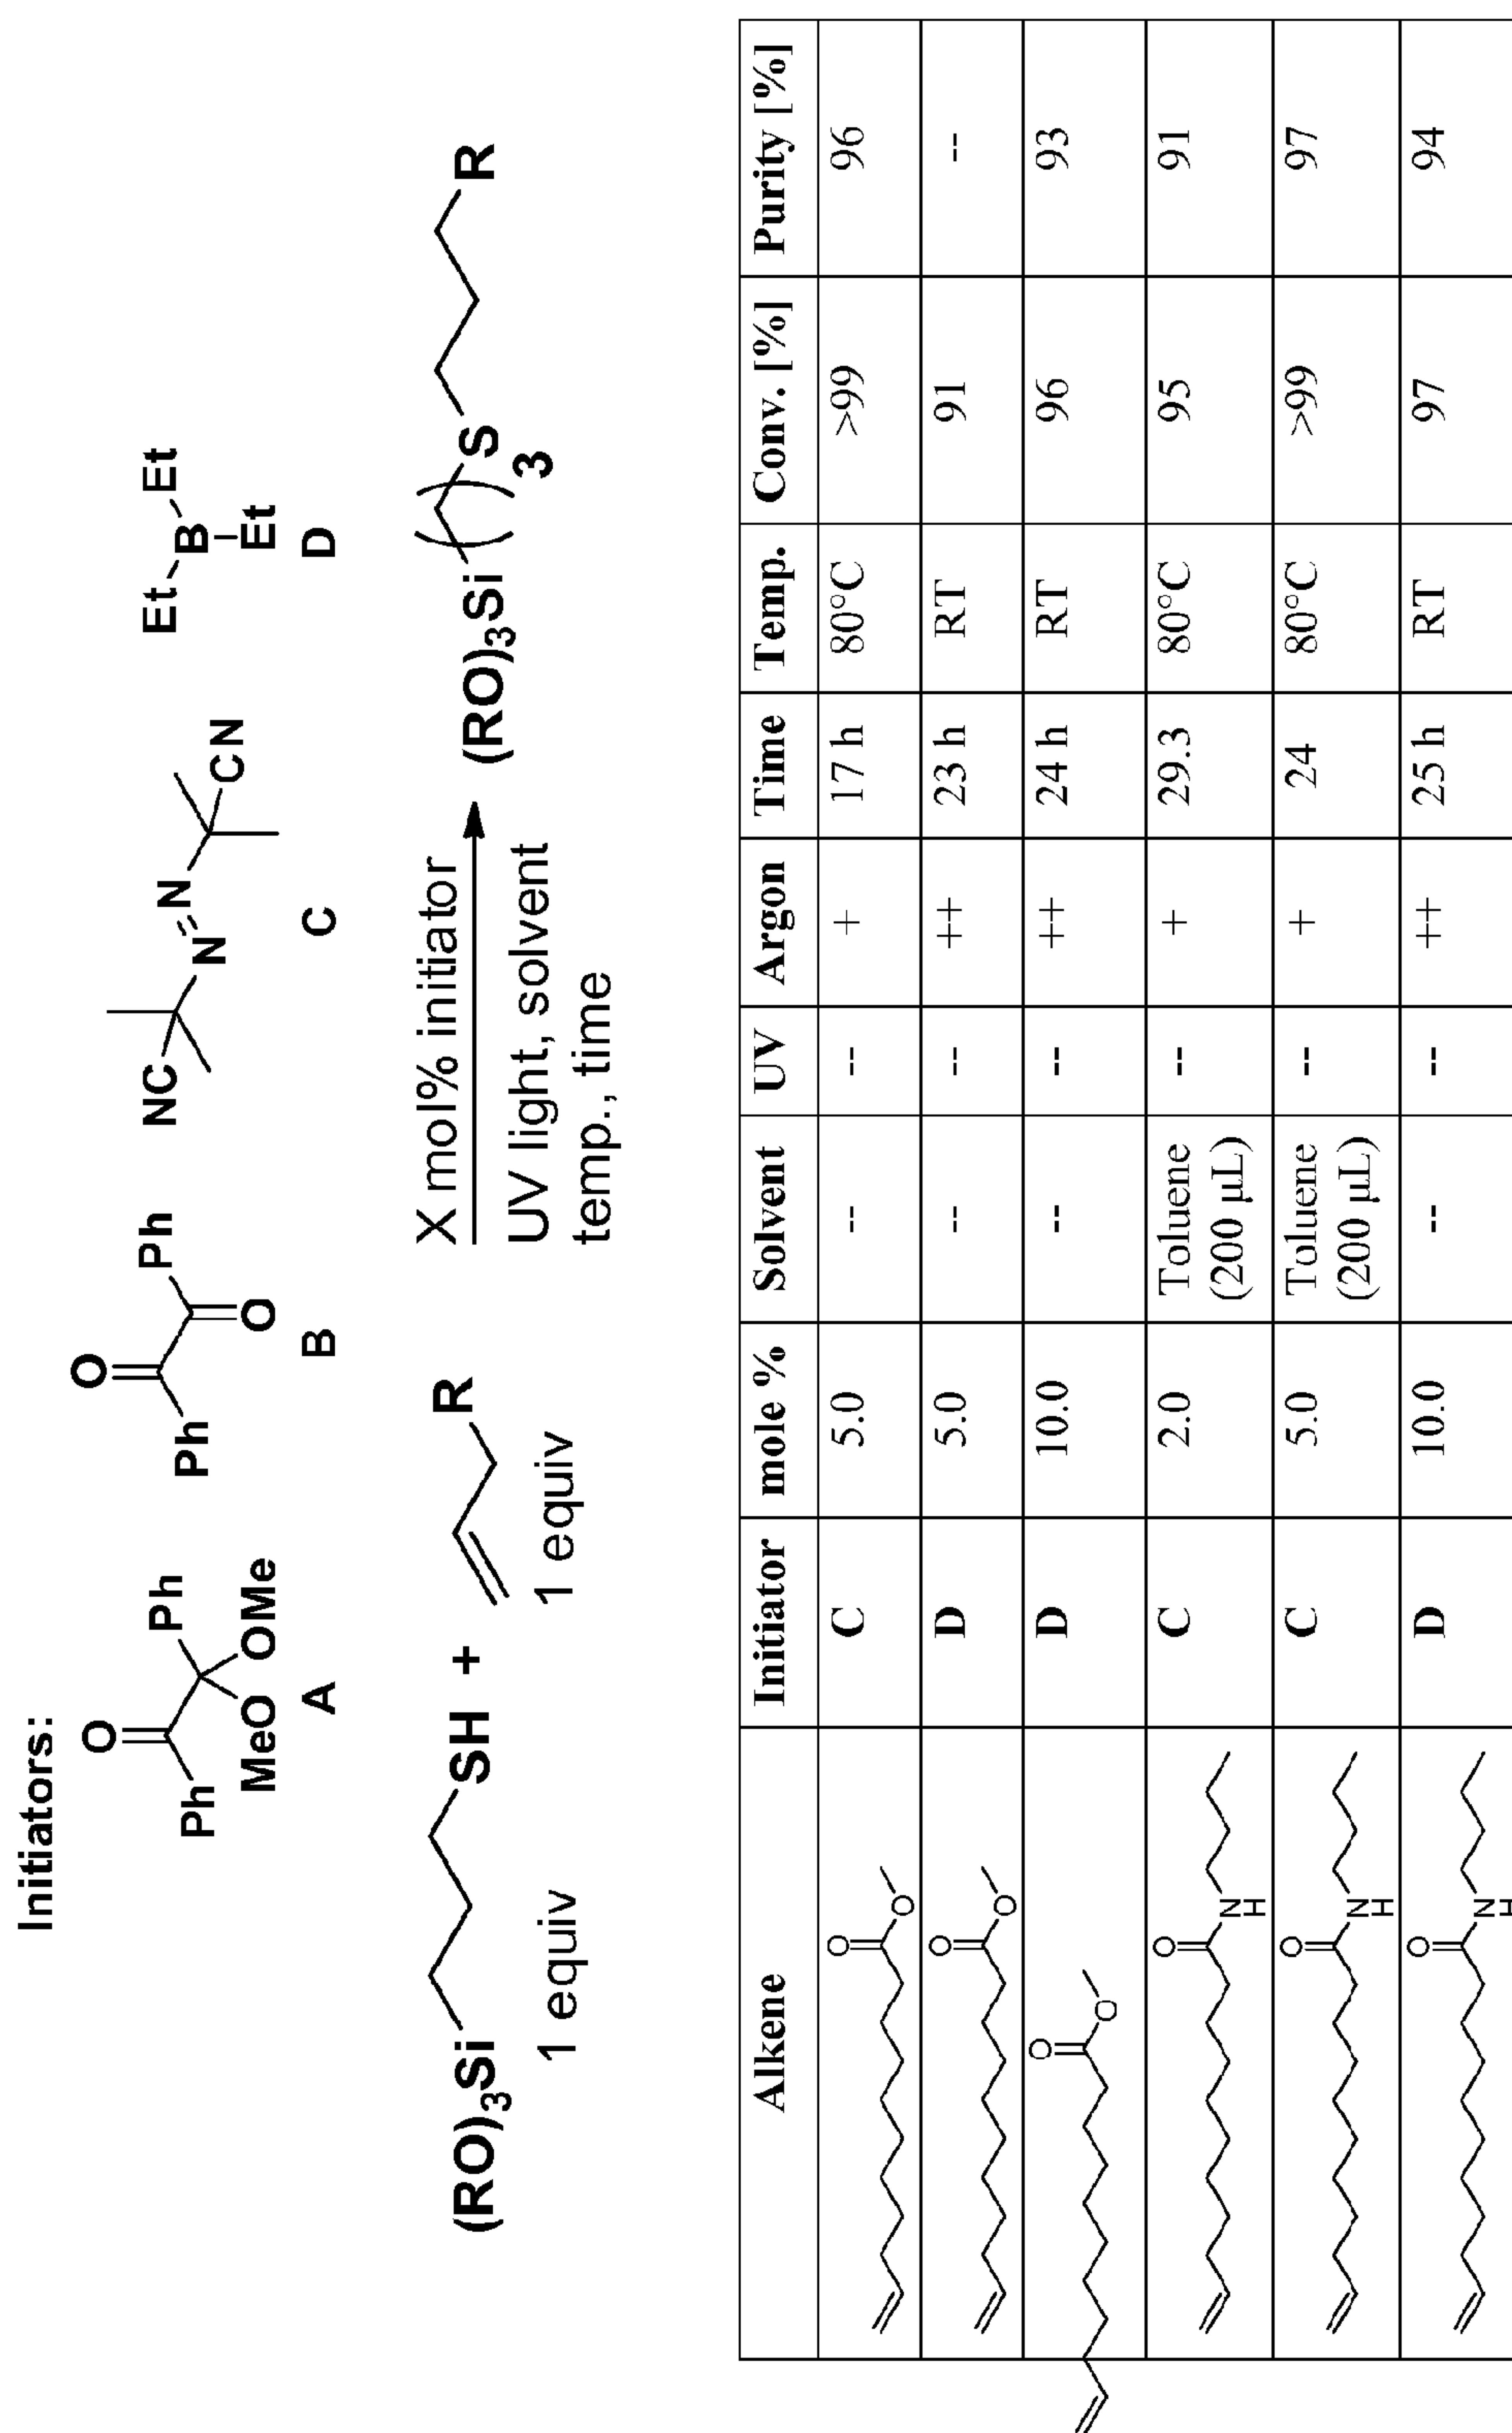 Initiators:
O Ph Ph MeO OMe
A
O Ph Ph O
B
NC N=N CN
C
Et B Et Et
D
(RO)3Si SH + R
1 equiv 1 equiv
X mol% initiator
UV light, solvent
temp., time
(RO)3Si ( )3 S R
Alkene Initiator mole % Solvent UV Argon Time Temp. Conv. [%] Purity [%]
O O C 5.0 -- -- + 17 h 80°C >99 96
O O D 5.0 -- -- ++ 23 h RT 91 --
O O D 10.0 -- -- ++ 24 h RT 96 93
O N H C 2.0 Toluene (200 µL) -- + 29.3 80°C 95 91
O N H C 5.0 Toluene (200 µL) -- + 24 80°C >99 97
O N H D 10.0 -- -- ++ 25 h RT 97 94